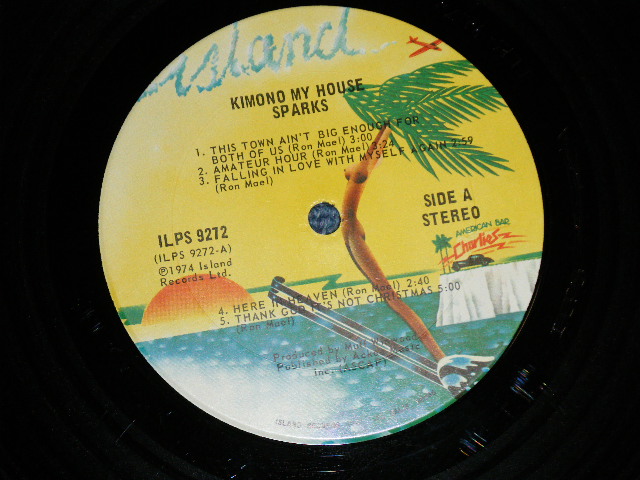 island
KIMONO MY HOUSE
SPARKS
1. THIS TOWN AIN'T BIG ENOUGH FOR
BOTH OF US (Ron Mael) 3:00
2. AMATEUR HOUR (Ron Mael) 3:24
3. FALLING IN LOVE WITH MYSELF AGAIN 2:59
(Ron Mael)
SIDE A
STEREO
ILPS 9272
(ILPS 9272-A)
℗1974 Island
Records Ltd.
AMERICAN BAR
Charlies
4. HERE IN HEAVEN (Ron Mael) 2:40
5. THANK GOD IT'S NOT CHRISTMAS 5:00
(Ron Mael)
Produced by
Published by
Inc. (ASCAP)
ISLAND